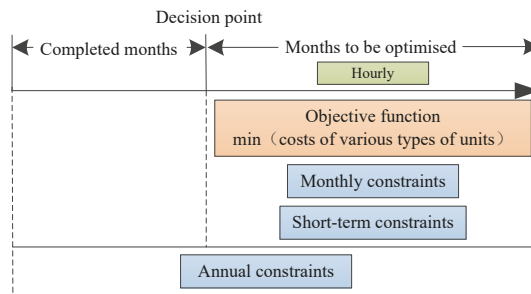 Decision point
Completed months
Months to be optimised
Hourly
Objective function
min（costs of various types of units）
Monthly constraints
Short-term constraints
Annual constraints